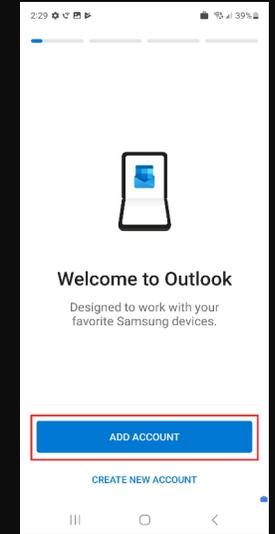 2:29 39%
Welcome to Outlook
Designed to work with your
favorite Samsung devices.
ADD ACCOUNT
CREATE NEW ACCOUNT